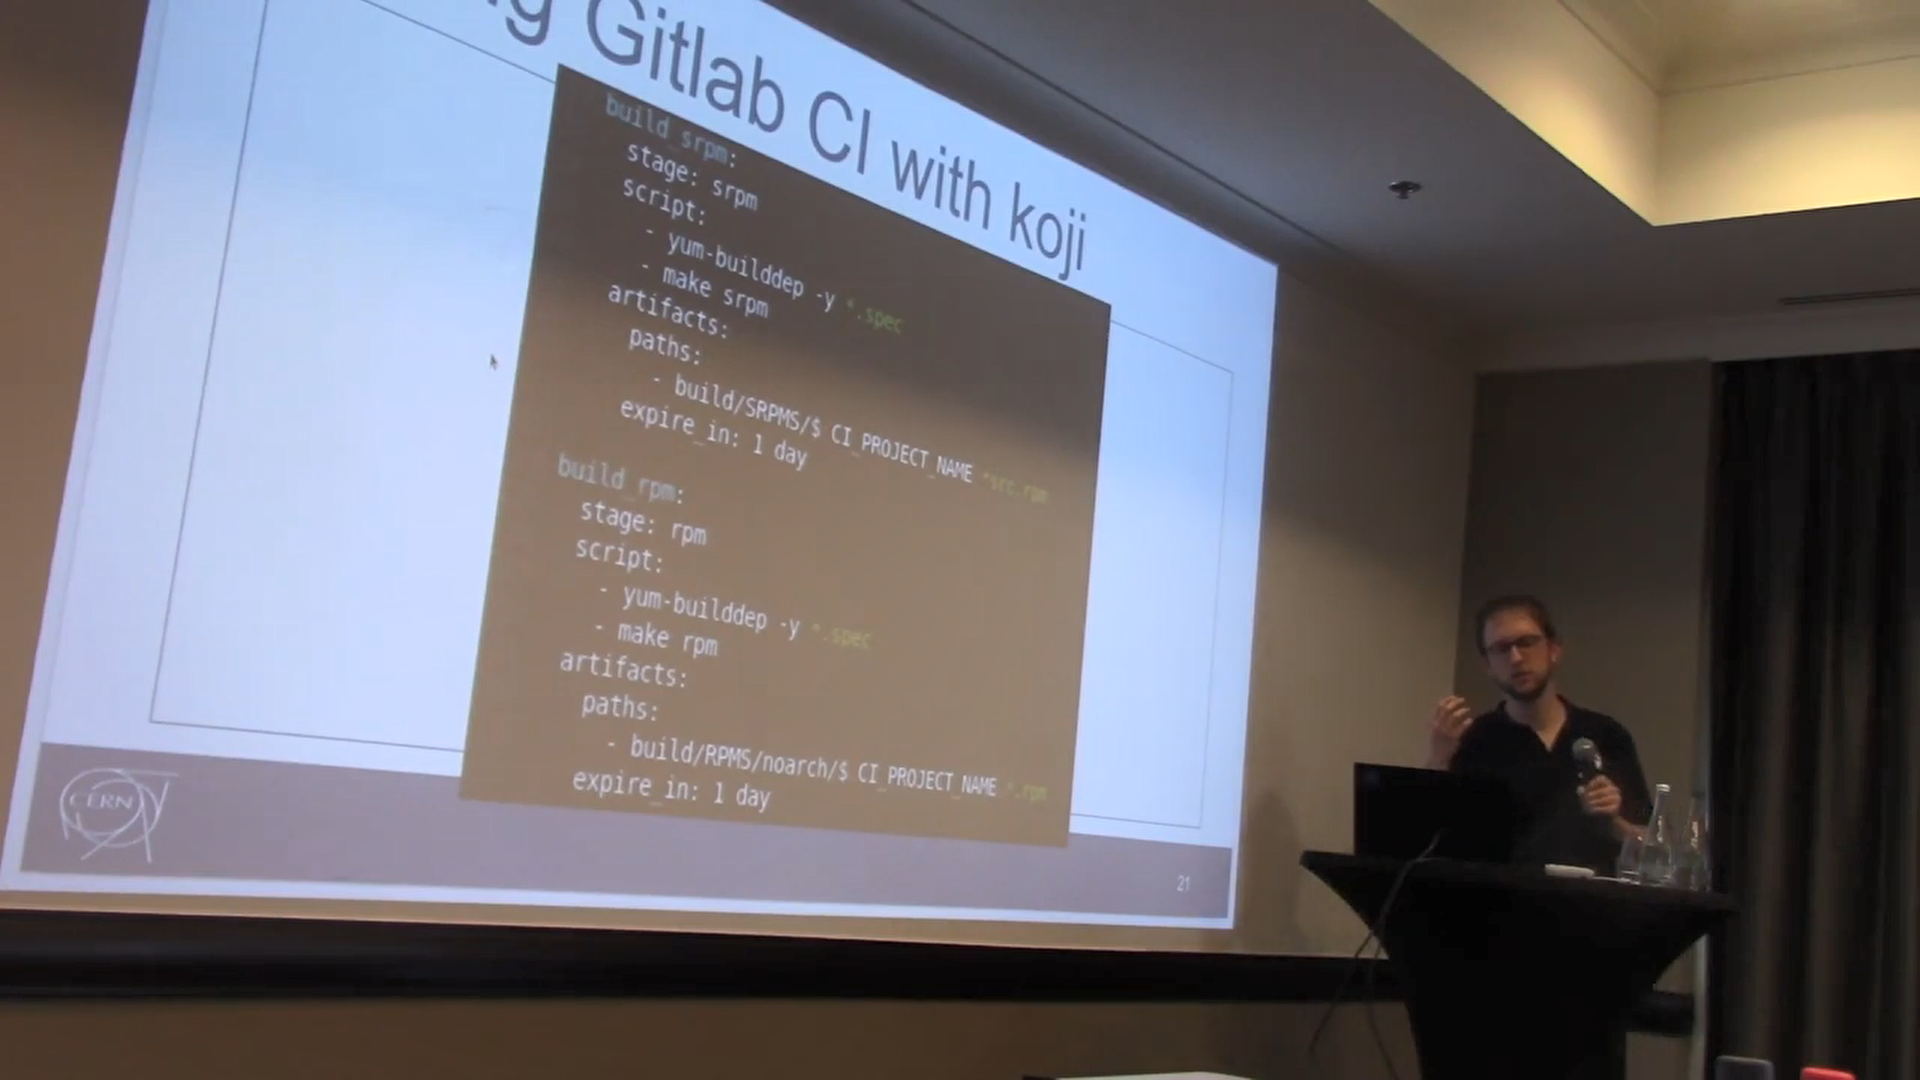 Gitlab CI with koji
build_srpm:
stage: srpm
script:
- yum-builddep -y *.spec
- make srpm
artifacts:
paths:
- build/SRPMS/$ CI_PROJECT_NAME *src.rpm
expire_in: 1 day
build_rpm:
stage: rpm
script:
- yum-builddep -y *.spec
- make rpm
artifacts:
paths:
- build/RPMS/noarch/$ CI_PROJECT_NAME *.rpm
expire_in: 1 day
CERN
21